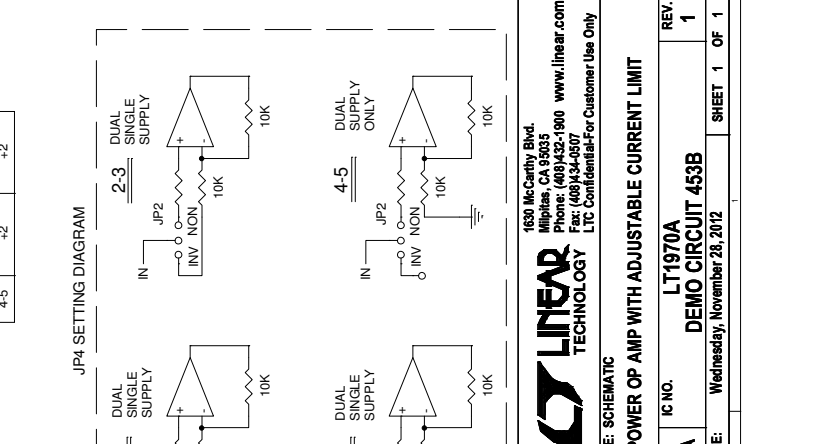 +2
+2
4-5
JP4 SETTING DIAGRAM
2-3
DUAL
SINGLE
SUPPLY
+
-
10K
10K
JP2
NON
INV
IN
4-5
DUAL
SUPPLY
ONLY
+
-
10K
10K
JP2
NON
INV
IN
DUAL
SINGLE
SUPPLY
+
-
10K
DUAL
SINGLE
SUPPLY
+
-
10K
LINEAR
TECHNOLOGY
1630 McCarthy Blvd.
Milpitas, CA 95035
Phone: (408)432-1900 www.linear.com
Fax: (408)434-0507
LTC Confidential-For Customer Use Only
E: SCHEMATIC
POWER OP AMP WITH ADJUSTABLE CURRENT LIMIT
IC NO.
LT1970A
DEMO CIRCUIT 453B
REV.
1
A
E:
Wednesday, November 28, 2012
SHEET 1 OF 1
1